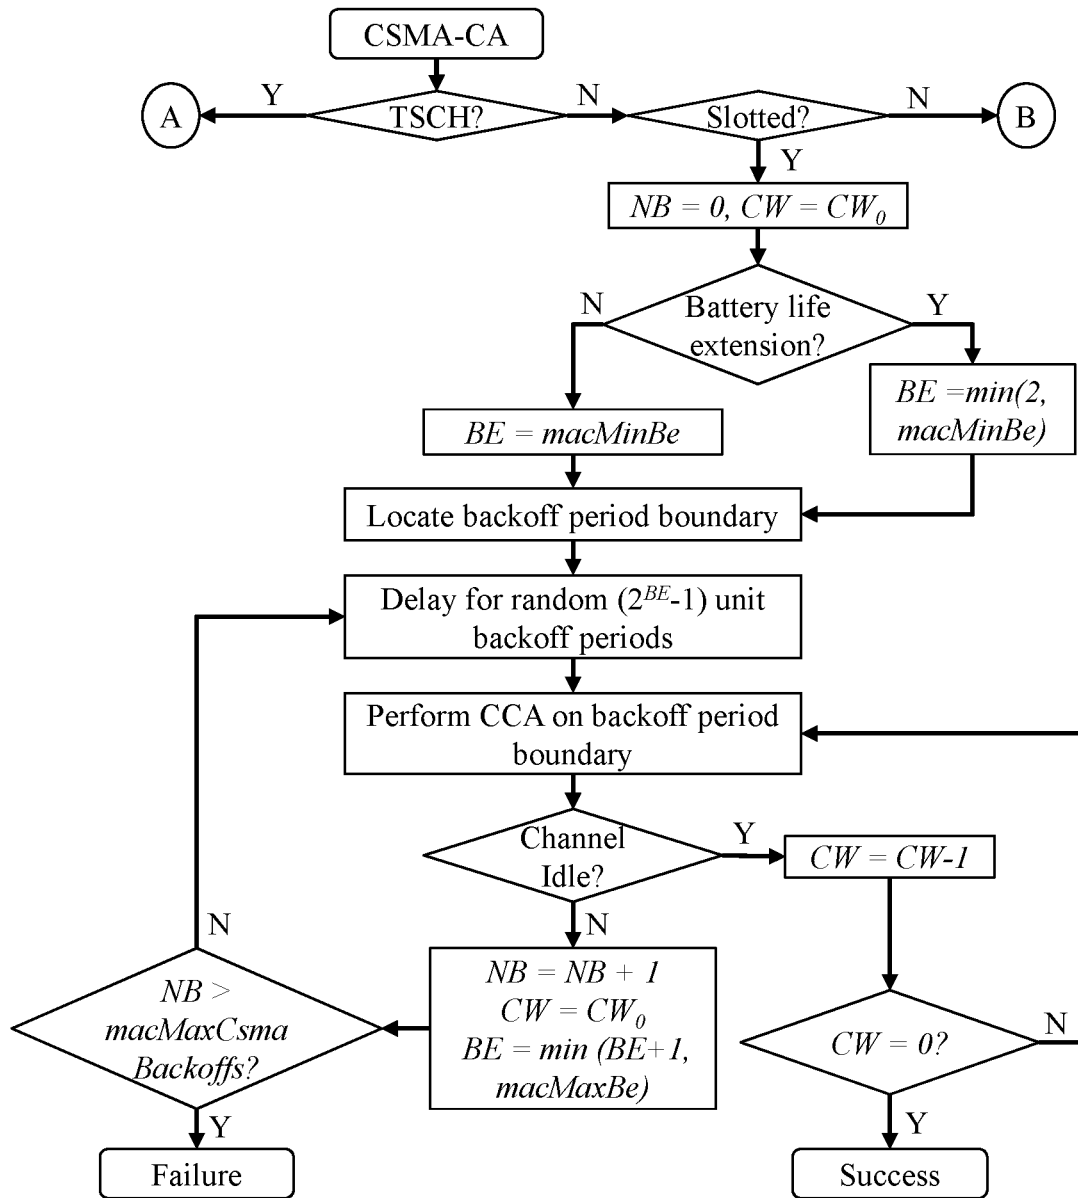 CSMA-CA
Y
N
N
A
TSCH?
Slotted?
B
Y
NB = 0, CW = CW₀
N
Y
Battery life
extension?
BE =min(2,
macMinBe)
BE = macMinBe
Locate backoff period boundary
Delay for random (2^BE-1) unit
backoff periods
Perform CCA on backoff period
boundary
Channel
Idle?
Y
CW = CW-1
N
N
NB = NB + 1
CW = CW₀
BE = min (BE+1,
macMaxBe)
NB >
macMaxCsma
Backoffs?
CW = 0?
N
Y
Y
Failure
Success